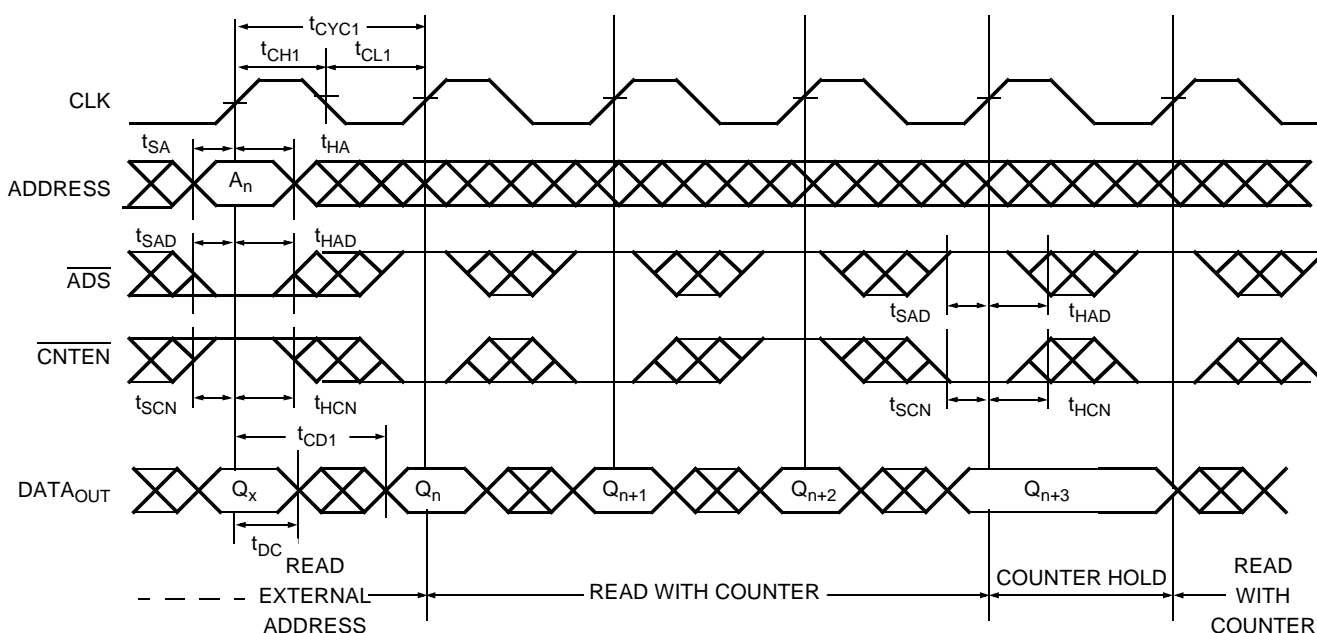 tCYC1
tCH1 tCL1
CLK
tSA tHA
ADDRESS An
tSAD tHAD
ADS
tSAD tHAD
CNTEN
tSCN tHCN tSCN tHCN
tCD1
DATAOUT Qx Qn Qn+1 Qn+2 Qn+3
tDC
READ
EXTERNAL
ADDRESS
READ WITH COUNTER
COUNTER HOLD
READ
WITH
COUNTER